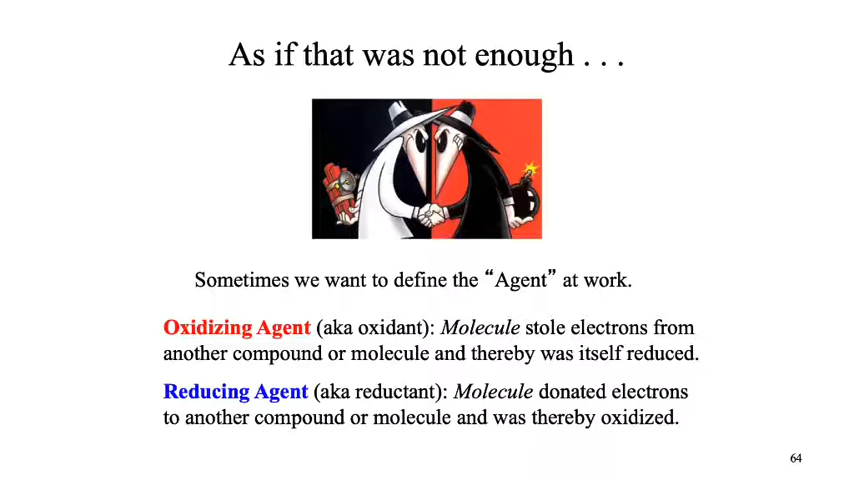 As if that was not enough . . .
Sometimes we want to define the “Agent” at work.
Oxidizing Agent (aka oxidant): Molecule stole electrons from
another compound or molecule and thereby was itself reduced.
Reducing Agent (aka reductant): Molecule donated electrons
to another compound or molecule and was thereby oxidized.
64